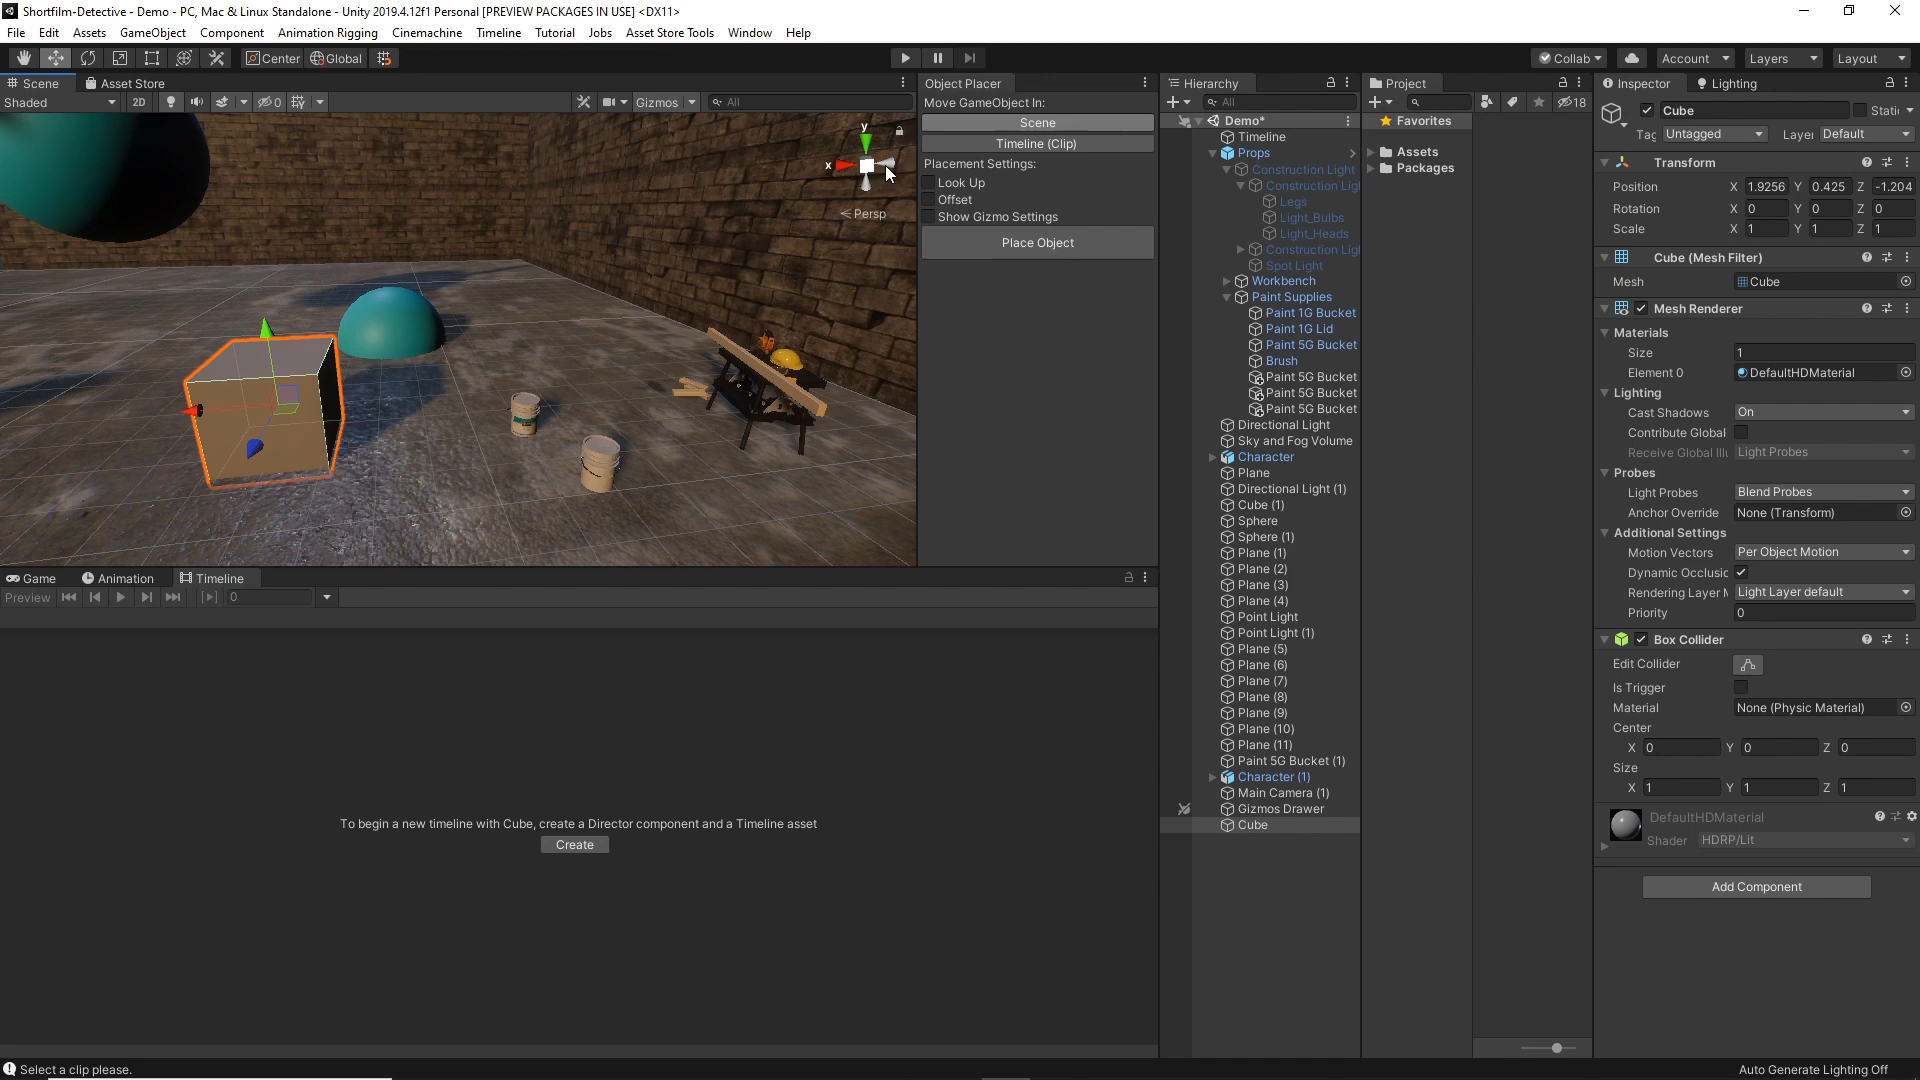 Shortfilm-Detective - Demo - PC, Mac & Linux Standalone - Unity 2019.4.12f1 Personal [PREVIEW PACKAGES IN USE] <DX11>
File Edit Assets GameObject Component Animation Rigging Cinemachine Timeline Tutorial Jobs Asset Store Tools Window Help
Center Global Collab Account Layers Layout
Scene Asset Store
Shaded 2D 0 Gizmos All
y
x
Persp
Object Placer
Move GameObject In:
Scene
Timeline (Clip)
Placement Settings:
Look Up
Offset
Show Gizmo Settings
Place Object
Game Animation Timeline
Preview 0
To begin a new timeline with Cube, create a Director component and a Timeline asset
Create
Hierarchy
All
Demo*
Timeline
Props
Construction Light
Construction Lig
Legs
Light_Bulbs
Light_Heads
Construction Lig
Spot Light
Workbench
Paint Supplies
Paint 1G Bucket
Paint 1G Lid
Paint 5G Bucket
Brush
Paint 5G Bucket
Paint 5G Bucket
Paint 5G Bucket
Directional Light
Sky and Fog Volume
Character
Plane
Directional Light (1)
Cube (1)
Sphere
Sphere (1)
Plane (1)
Plane (2)
Plane (3)
Plane (4)
Point Light
Point Light (1)
Plane (5)
Plane (6)
Plane (7)
Plane (8)
Plane (9)
Plane (10)
Plane (11)
Paint 5G Bucket (1)
Character (1)
Main Camera (1)
Gizmos Drawer
Cube
Project
18
Favorites
Assets
Packages
Inspector Lighting
Cube Stati
Tag Untagged Layer Default
Transform
Position X 1.9256 Y 0.425 Z -1.204
Rotation X 0 Y 0 Z 0
Scale X 1 Y 1 Z 1
Cube (Mesh Filter)
Mesh Cube
Mesh Renderer
Materials
Size 1
Element 0 DefaultHDMaterial
Lighting
Cast Shadows On
Contribute Global
Receive Global Illu Light Probes
Probes
Light Probes Blend Probes
Anchor Override None (Transform)
Additional Settings
Motion Vectors Per Object Motion
Dynamic Occlusic
Rendering Layer M Light Layer default
Priority 0
Box Collider
Edit Collider
Is Trigger
Material None (Physic Material)
Center
X 0 Y 0 Z 0
Size
X 1 Y 1 Z 1
DefaultHDMaterial
Shader HDRP/Lit
Add Component
Select a clip please.
Auto Generate Lighting Off